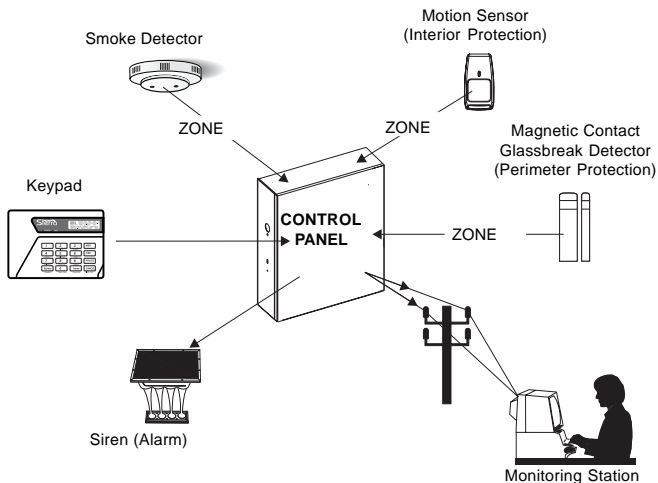 Motion Sensor
(Interior Protection)
Smoke Detector
ZONE
ZONE
Magnetic Contact
Glassbreak Detector
(Perimeter Protection)
Keypad
CONTROL
PANEL
ZONE
Siren (Alarm)
Monitoring Station